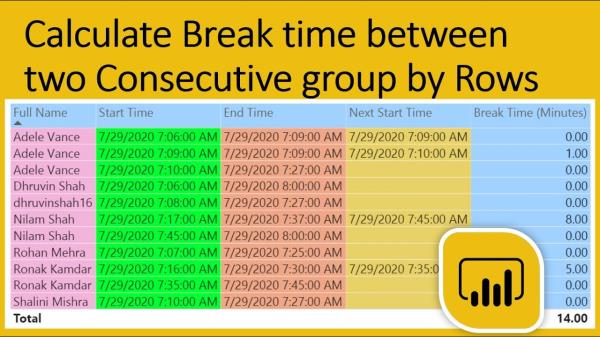 Calculate Break time between
two Consecutive group by Rows
Full Name Start Time End Time Next Start Time Break Time (Minutes)
Adele Vance 7/29/2020 7:06:00 AM 7/29/2020 7:09:00 AM 7/29/2020 7:09:00 AM 0.00
Adele Vance 7/29/2020 7:09:00 AM 7/29/2020 7:09:00 AM 7/29/2020 7:10:00 AM 1.00
Adele Vance 7/29/2020 7:10:00 AM 7/29/2020 7:27:00 AM 0.00
Dhruvin Shah 7/29/2020 7:06:00 AM 7/29/2020 8:00:00 AM 0.00
dhruvinshah16 7/29/2020 7:08:00 AM 7/29/2020 7:27:00 AM 0.00
Nilam Shah 7/29/2020 7:17:00 AM 7/29/2020 7:37:00 AM 7/29/2020 7:45:00 AM 8.00
Nilam Shah 7/29/2020 7:45:00 AM 7/29/2020 8:00:00 AM 0.00
Rohan Mehra 7/29/2020 7:07:00 AM 7/29/2020 7:25:00 AM 0.00
Ronak Kamdar 7/29/2020 7:16:00 AM 7/29/2020 7:30:00 AM 7/29/2020 7:35:0 5.00
Ronak Kamdar 7/29/2020 7:35:00 AM 7/29/2020 7:45:00 AM 0.00
Shalini Mishra 7/29/2020 7:10:00 AM 7/29/2020 7:27:00 AM 0.00
Total 14.00